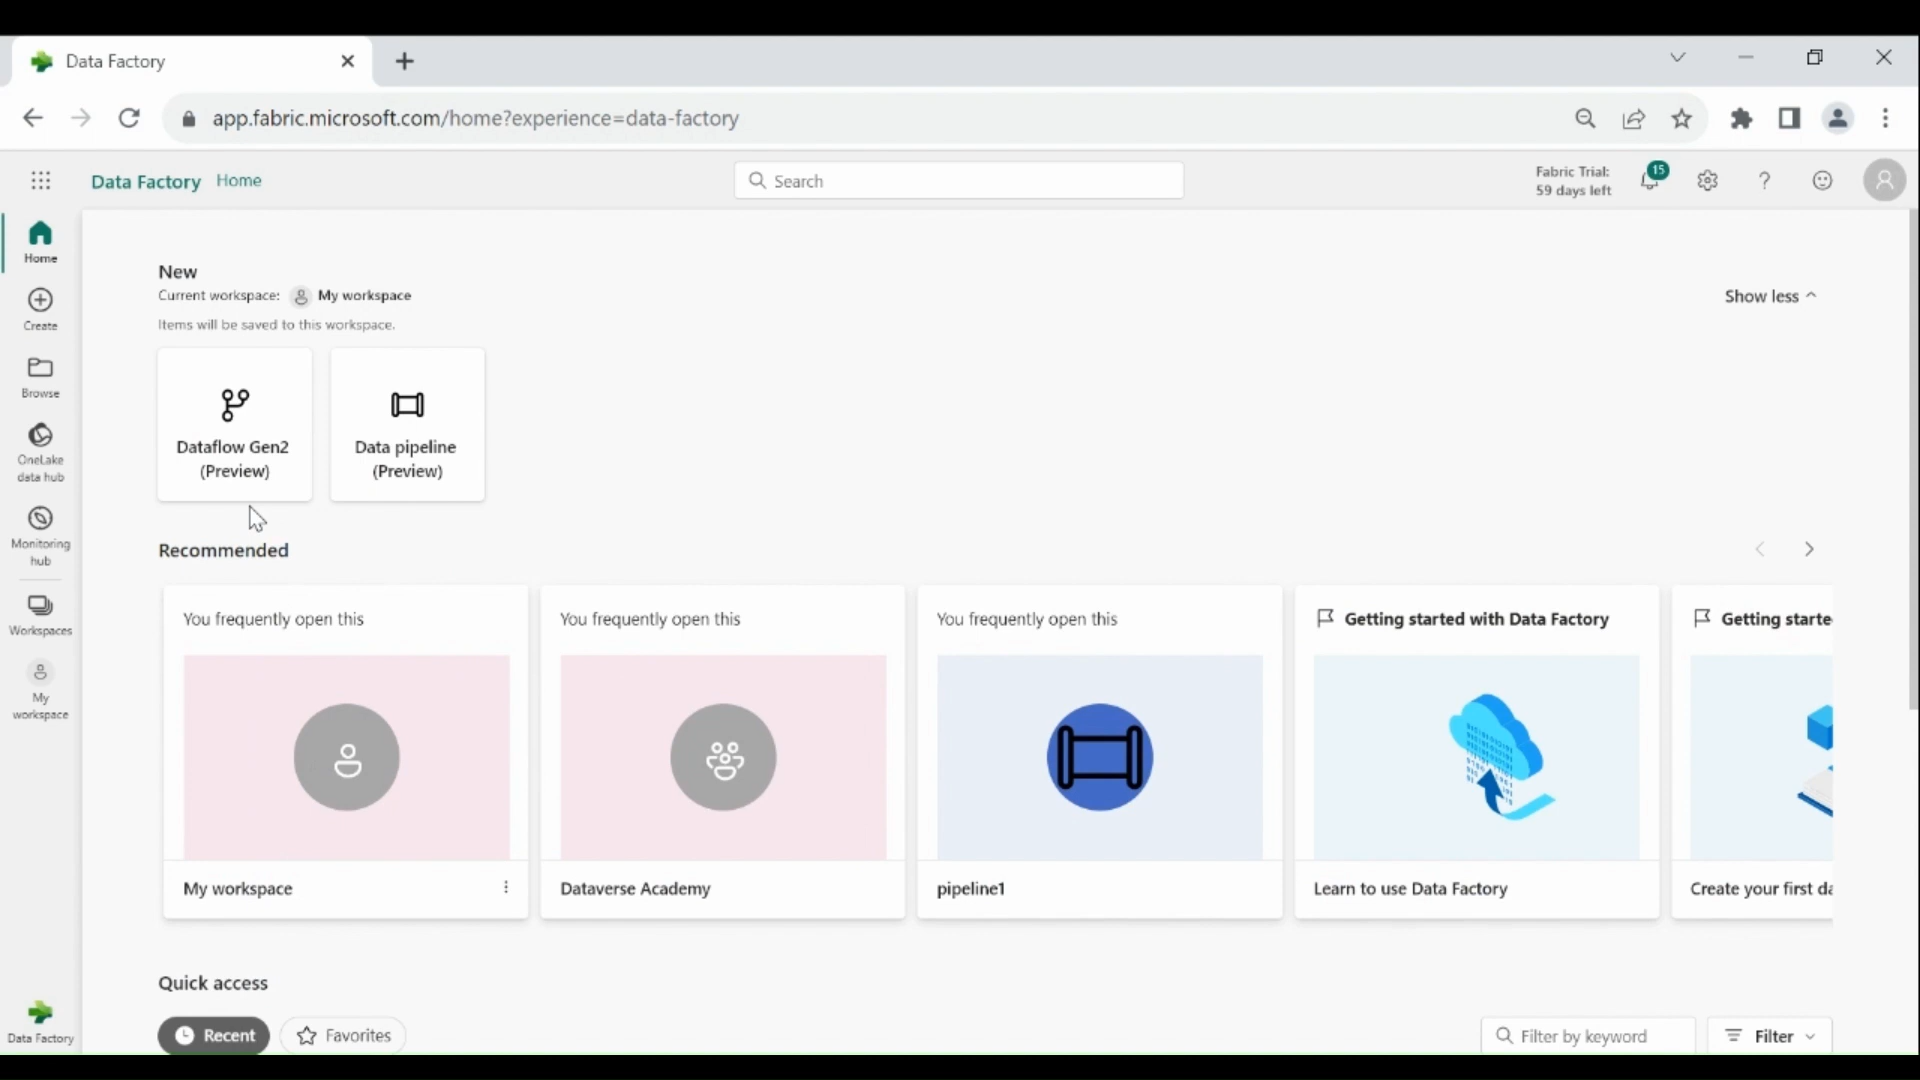 Data Factory
app.fabric.microsoft.com/home?experience=data-factory
Data Factory Home
Search
Fabric Trial:
59 days left
15
Home
Create
Browse
OneLake
data hub
Monitoring
hub
Workspaces
My
workspace
Data Factory
New
Current workspace: My workspace
Items will be saved to this workspace.
Show less
Dataflow Gen2
(Preview)
Data pipeline
(Preview)
Recommended
You frequently open this
My workspace
You frequently open this
Dataverse Academy
You frequently open this
pipeline1
Getting started with Data Factory
Learn to use Data Factory
Getting starte
Create your first da
Quick access
Recent
Favorites
Filter by keyword
Filter